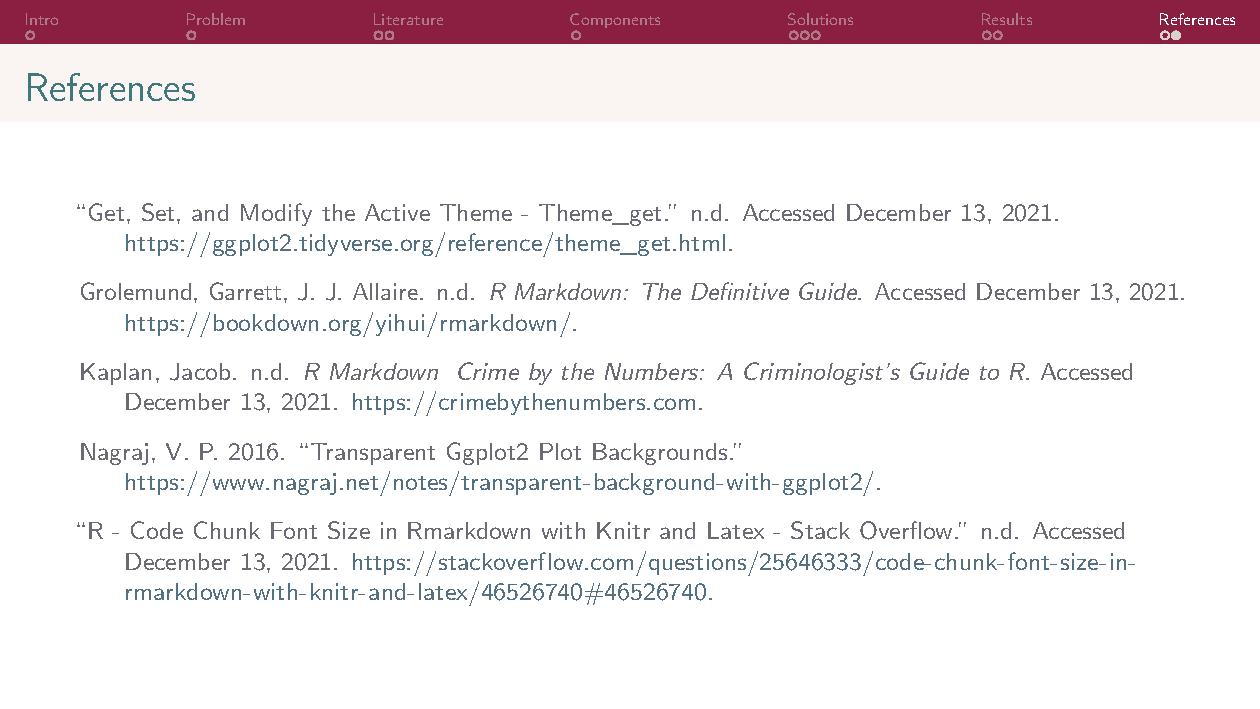 Intro Problem Literature Components Solutions Results References
References
“Get, Set, and Modify the Active Theme - Theme_get.” n.d. Accessed December 13, 2021.
https://ggplot2.tidyverse.org/reference/theme_get.html.
Grolemund, Garrett, J. J. Allaire. n.d. R Markdown: The Definitive Guide. Accessed December 13, 2021.
https://bookdown.org/yihui/rmarkdown/.
Kaplan, Jacob. n.d. R Markdown Crime by the Numbers: A Criminologist’s Guide to R. Accessed
December 13, 2021. https://crimebythenumbers.com.
Nagraj, V. P. 2016. “Transparent Ggplot2 Plot Backgrounds.”
https://www.nagraj.net/notes/transparent-background-with-ggplot2/.
“R - Code Chunk Font Size in Rmarkdown with Knitr and Latex - Stack Overflow.” n.d. Accessed
December 13, 2021. https://stackoverflow.com/questions/25646333/code-chunk-font-size-in-
rmarkdown-with-knitr-and-latex/46526740#46526740.